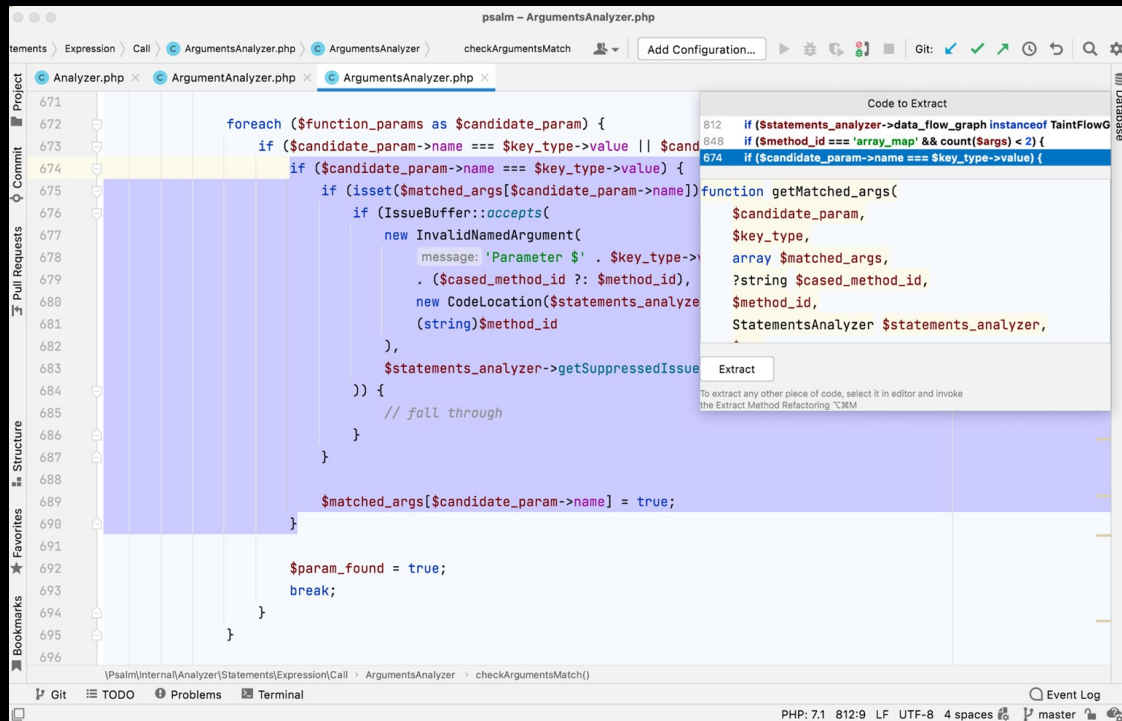 psalm – ArgumentsAnalyzer.php
tements Expression Call ArgumentsAnalyzer.php ArgumentsAnalyzer checkArgumentsMatch Add Configuration... Git:
Analyzer.php ArgumentAnalyzer.php ArgumentsAnalyzer.php
Project
Commit
Pull Requests
Structure
Favorites
Bookmarks
Database
671
672 foreach ($function_params as $candidate_param) {
673 if ($candidate_param->name === $key_type->value || $cand
674 if ($candidate_param->name === $key_type->value) {
675 if (isset($matched_args[$candidate_param->name])
676 if (IssueBuffer::accepts(
677 new InvalidNamedArgument(
678 message: 'Parameter $' . $key_type->v
679 . ($cased_method_id ?: $method_id),
680 new CodeLocation($statements_analyze
681 (string)$method_id
682 ),
683 $statements_analyzer->getSuppressedIssue
684 )) {
685 // fall through
686 }
687 }
688
689 $matched_args[$candidate_param->name] = true;
690 }
691
692 $param_found = true;
693 break;
694 }
695 }
696
Code to Extract
812 if ($statements_analyzer->data_flow_graph instanceof TaintFlowG
848 if ($method_id === 'array_map' && count($args) < 2) {
674 if ($candidate_param->name === $key_type->value) {
function getMatched_args(
$candidate_param,
$key_type,
array $matched_args,
?string $cased_method_id,
$method_id,
StatementsAnalyzer $statements_analyzer,
Extract
To extract any other piece of code, select it in editor and invoke
the Extract Method Refactoring ⌥⌘M
\Psalm\Internal\Analyzer\Statements\Expression\Call › ArgumentsAnalyzer › checkArgumentsMatch()
Git TODO Problems Terminal Event Log
PHP: 7.1 812:9 LF UTF-8 4 spaces master